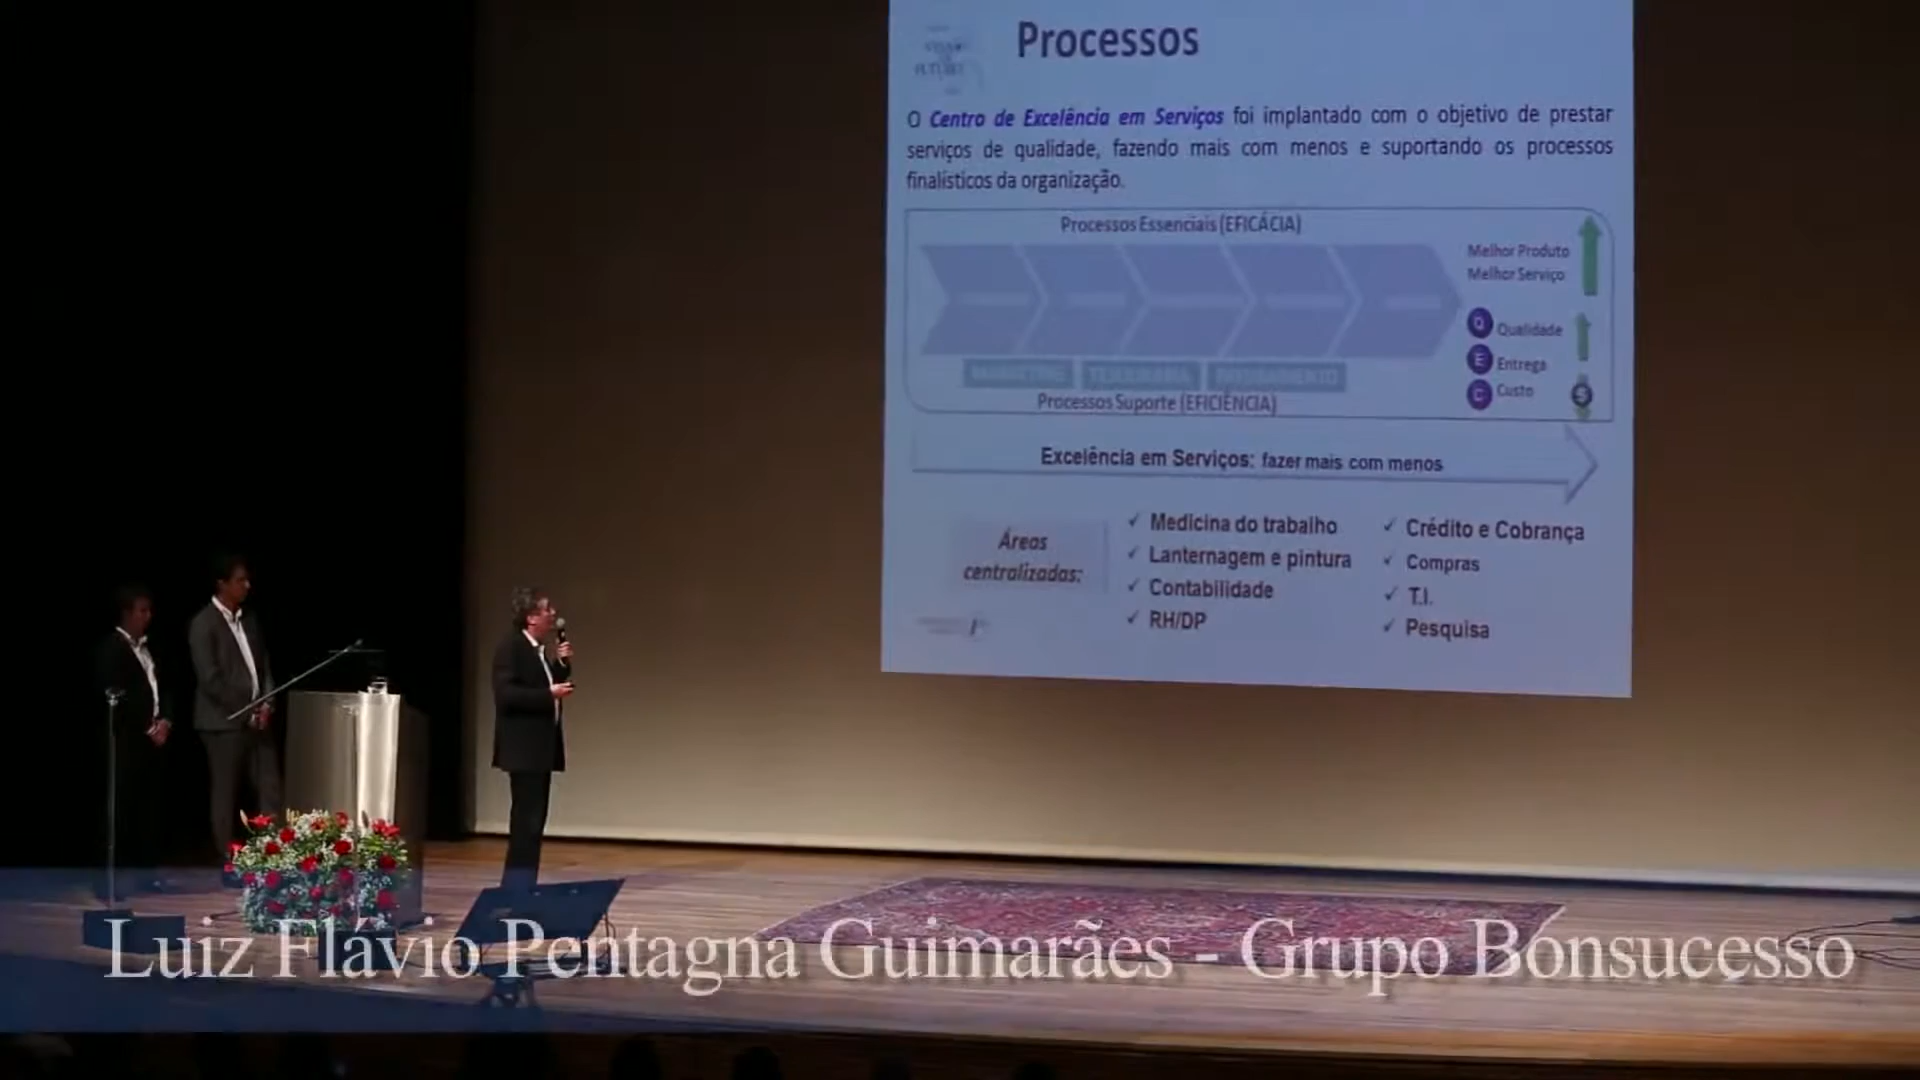 Processos
O Centro de Excelência em Serviços foi implantado com o objetivo de prestar
serviços de qualidade, fazendo mais com menos e suportando os processos
finalísticos da organização.
Processos Essenciais (EFICÁCIA)
Melhor Produto
Melhor Serviço
Q Qualidade
E Entrega
C Custo
$
MARKETING
Processos Suporte (EFICIÊNCIA)
Excelência em Serviços: fazer mais com menos
Áreas
centralizadas:
✓ Medicina do trabalho
✓ Lanternagem e pintura
✓ Contabilidade
✓ RH/DP
✓ Crédito e Cobrança
✓ Compras
✓ T.I.
✓ Pesquisa
Luiz Flávio Pentagna Guimarães - Grupo Bonsucesso